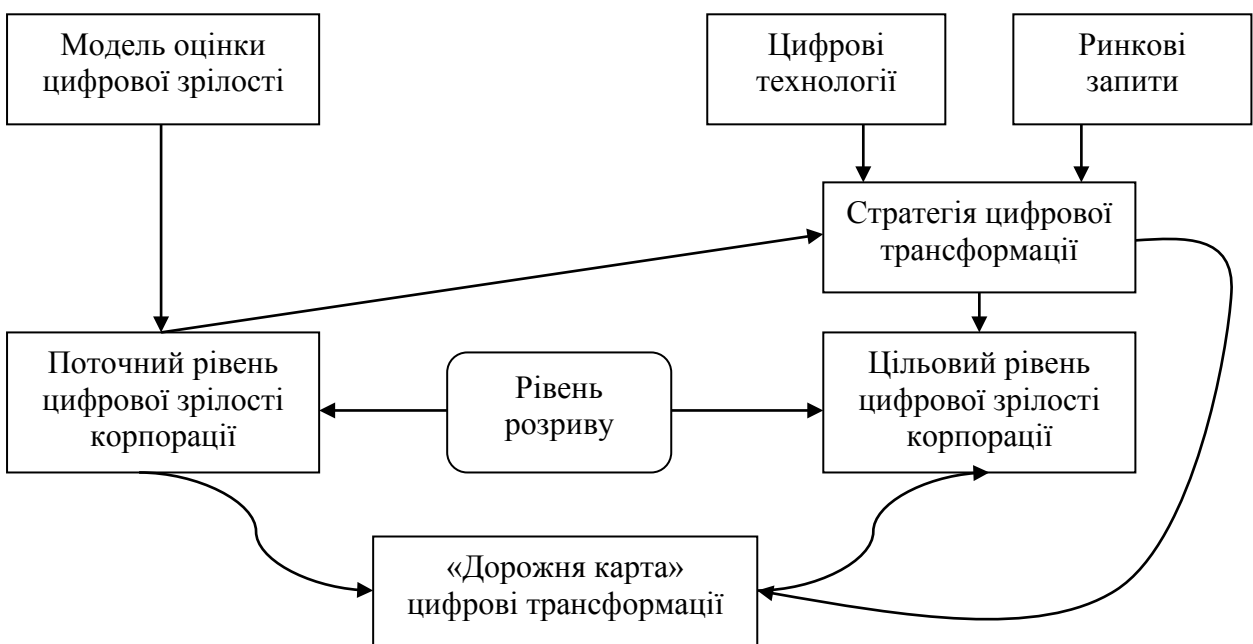 Модель оцінки
цифрової зрілості
Цифрові
технології
Ринкові
запити
Стратегія цифрової
трансформації
Поточний рівень
цифрової зрілості
корпорації
Рівень
розриву
Цільовий рівень
цифрової зрілості
корпорації
«Дорожня карта»
цифрові трансформації